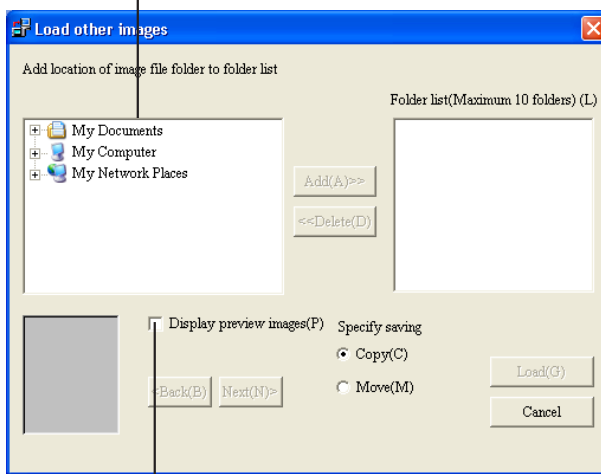 Load other images
Add location of image file folder to folder list
Folder list(Maximum 10 folders) (L)
My Documents
My Computer
My Network Places
Add(A)>>
<<Delete(D)
Display preview images(P)
Specify saving
Copy(C)
Move(M)
<Back(B)
Next(N)>
Load(G)
Cancel